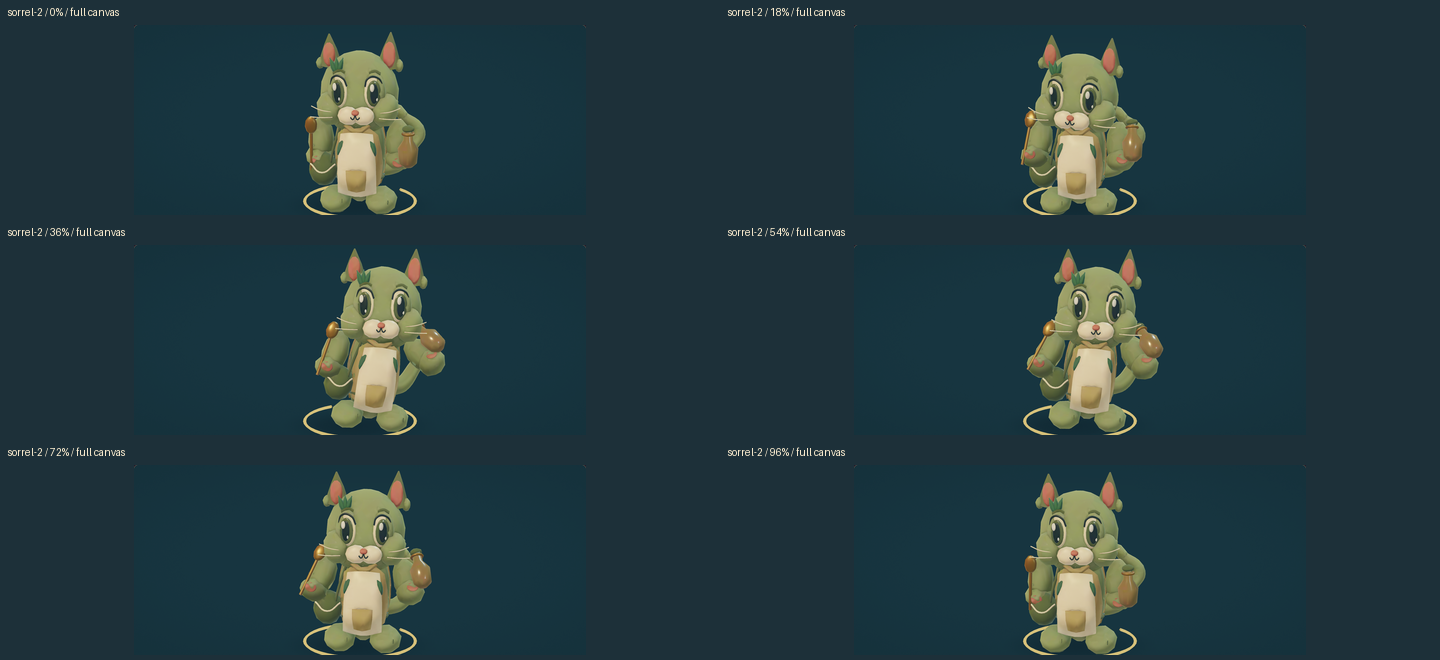 sorrel-2 / 0% / full canvas
sorrel-2 / 18% / full canvas
sorrel-2 / 36% / full canvas
sorrel-2 / 54% / full canvas
sorrel-2 / 72% / full canvas
sorrel-2 / 96% / full canvas